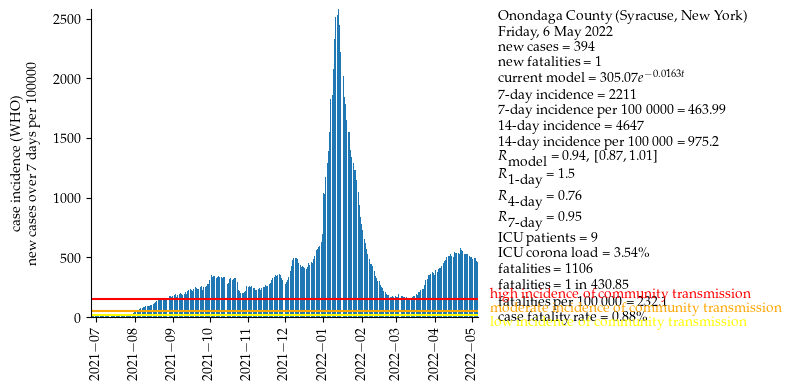 case incidence (WHO)
new cases over 7 days per 100000
2500
2000
1500
1000
500
0
2021−07
2021−08
2021−09
2021−10
2021−11
2021−12
2022−01
2022−02
2022−03
2022−04
2022−05
Onondaga County (Syracuse, New York)
Friday, 6 May 2022
new cases = 394
new fatalities = 1
current model = 305.07e^{−0.0163t}
7-day incidence = 2211
7-day incidence per 100 0000 = 463.99
14-day incidence = 4647
14-day incidence per 100 000 = 975.2
R_model = 0.94, [0.87, 1.01]
R_1-day = 1.5
R_4-day = 0.76
R_7-day = 0.95
ICU patients = 9
ICU corona load = 3.54%
fatalities = 1106
fatalities = 1 in 430.85
high incidence of community transmission
fatalities per 100 000 = 232.1
moderate incidence of community transmission
case fatality rate = 0.88%
low incidence of community transmission